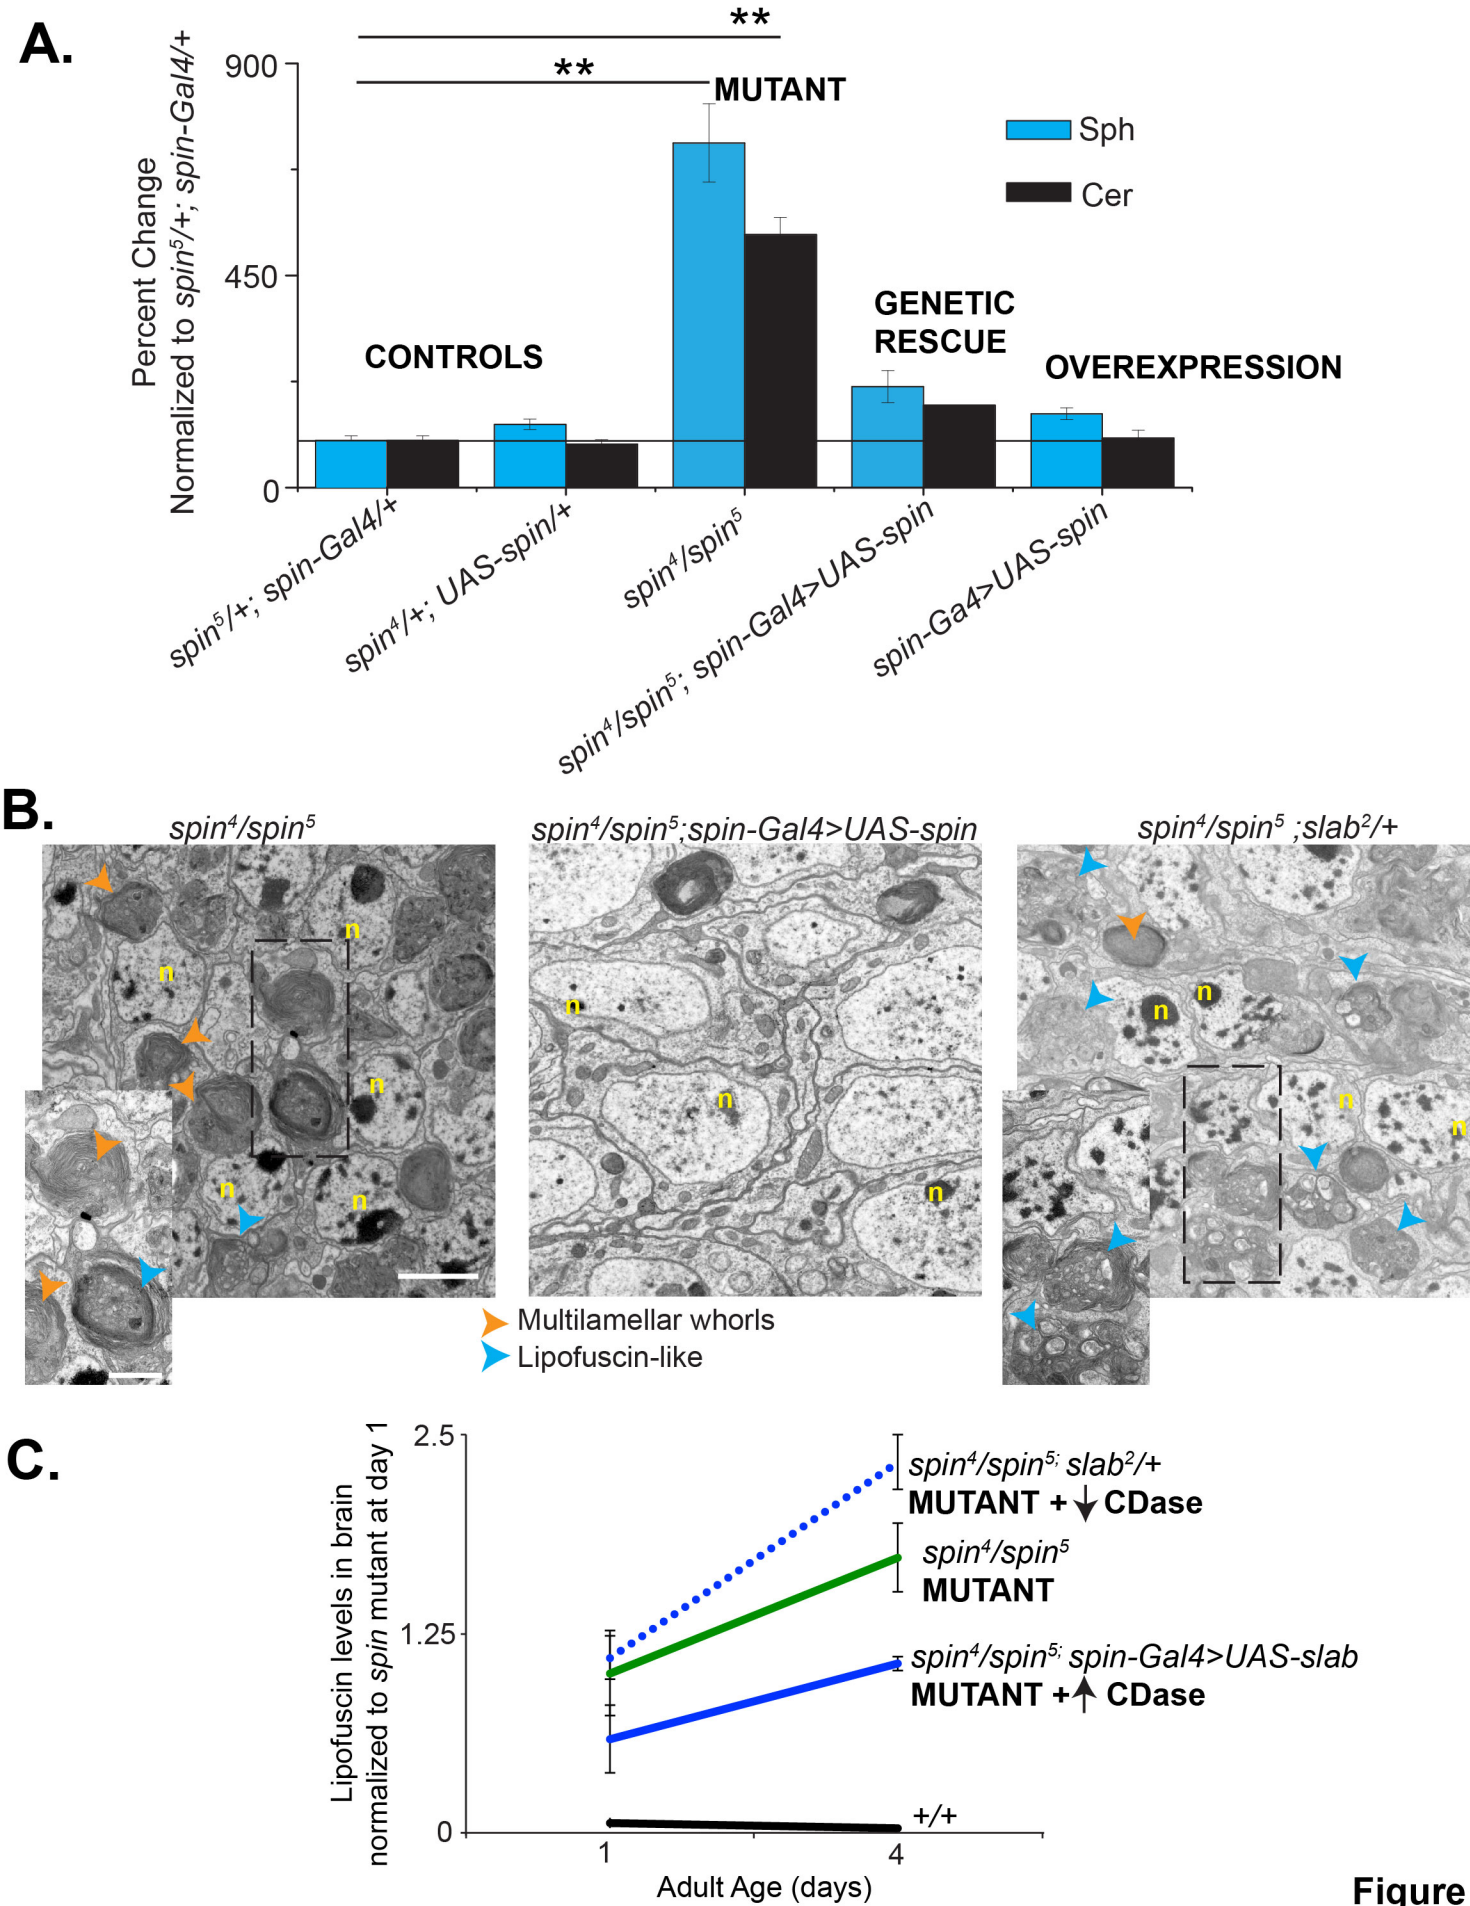 A.
**
**
900
450
0
Percent Change
Normalized to spin⁵/+; spin-Gal4/+
MUTANT
CONTROLS
GENETIC
RESCUE
OVEREXPRESSION
Sph
Cer
spin⁵/+; spin-Gal4/+
spin⁴/+; UAS-spin/+
spin⁴/spin⁵
spin⁴/spin⁵; spin-Gal4>UAS-spin
spin-Ga4>UAS-spin
B.
spin⁴/spin⁵
spin⁴/spin⁵;spin-Gal4>UAS-spin
spin⁴/spin⁵ ;slab²/+
n
n
n
n
n
n
n
n
n
n
n
n
Multilamellar whorls
Lipofuscin-like
C.
Lipofuscin levels in brain
normalized to spin mutant at day 1
2.5
1.25
0
spin⁴/spin⁵; slab²/+
MUTANT + ↓ CDase
spin⁴/spin⁵
MUTANT
spin⁴/spin⁵; spin-Gal4>UAS-slab
MUTANT + ↑ CDase
+/+
1
4
Adult Age (days)
Figure